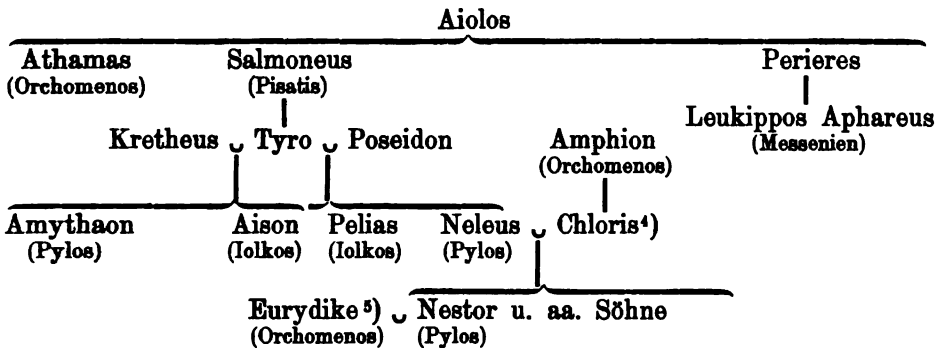 Aiolos
Athamas Salmoneus Perieres
(Orchomenos) (Pisatis)
Leukippos Aphareus
(Messenien)
Kretheus ⏑ Tyro ⏑ Poseidon Amphion
(Orchomenos)
Amythaon Aison Pelias Neleus ⏑ Chloris⁴)
(Pylos) (Iolkos) (Iolkos) (Pylos)
Eurydike⁵) ⏑ Nestor u. aa. Söhne
(Orchomenos) (Pylos)